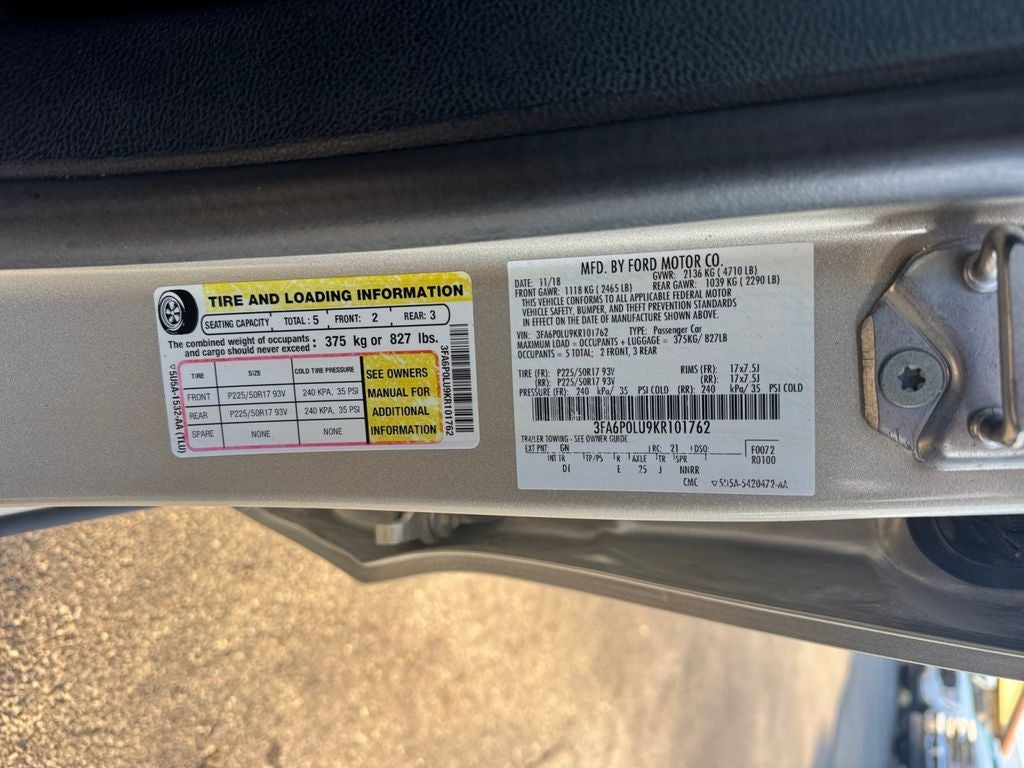 TIRE AND LOADING INFORMATION
SEATING CAPACITY TOTAL : 5 FRONT: 2 REAR: 3
The combined weight of occupants and cargo should never exceed : 375 kg or 827 lbs.
TIRE SIZE COLD TIRE PRESSURE
FRONT P225/50R17 93V 240 KPA, 35 PSI
REAR P225/50R17 93V 240 KPA, 35 PSI
SPARE NONE NONE
SEE OWNERS
MANUAL FOR
ADDITIONAL
INFORMATION
5U5A-1532-AA (TLU)
3FA6P0LU9KR101762
MFD. BY FORD MOTOR CO.
DATE: 11/18 GVWR: 2136 KG ( 4710 LB)
FRONT GAWR: 1118 KG ( 2465 LB) REAR GAWR: 1039 KG ( 2290 LB)
THIS VEHICLE CONFORMS TO ALL APPLICABLE FEDERAL MOTOR
VEHICLE SAFETY, BUMPER, AND THEFT PREVENTION STANDARDS
IN EFFECT ON THE DATE OF MANUFACTURE SHOWN ABOVE.
VIN: 3FA6P0LU9KR101762 TYPE: Passenger Car
MAXIMUM LOAD = OCCUPANTS + LUGGAGE = 375KG/ 827LB
OCCUPANTS = 5 TOTAL; 2 FRONT, 3 REAR
TIRE (FR): P225/50R17 93V RIMS (FR): 17x7.5J
(RR): P225/50R17 93V (RR): 17x7.5J
PRESSURE (FR): 240 kPa/ 35 PSI COLD (RR): 240 kPa/ 35 PSI COLD
3FA6P0LU9KR101762
TRAILER TOWING - SEE OWNER GUIDE
EXT PNT: GN RC: 21 DSO: F0072
INT TR TP/PS R AXLE TR SPR R0100
DT E 25 J NNRR
CMC 5U5A-5420472-AA